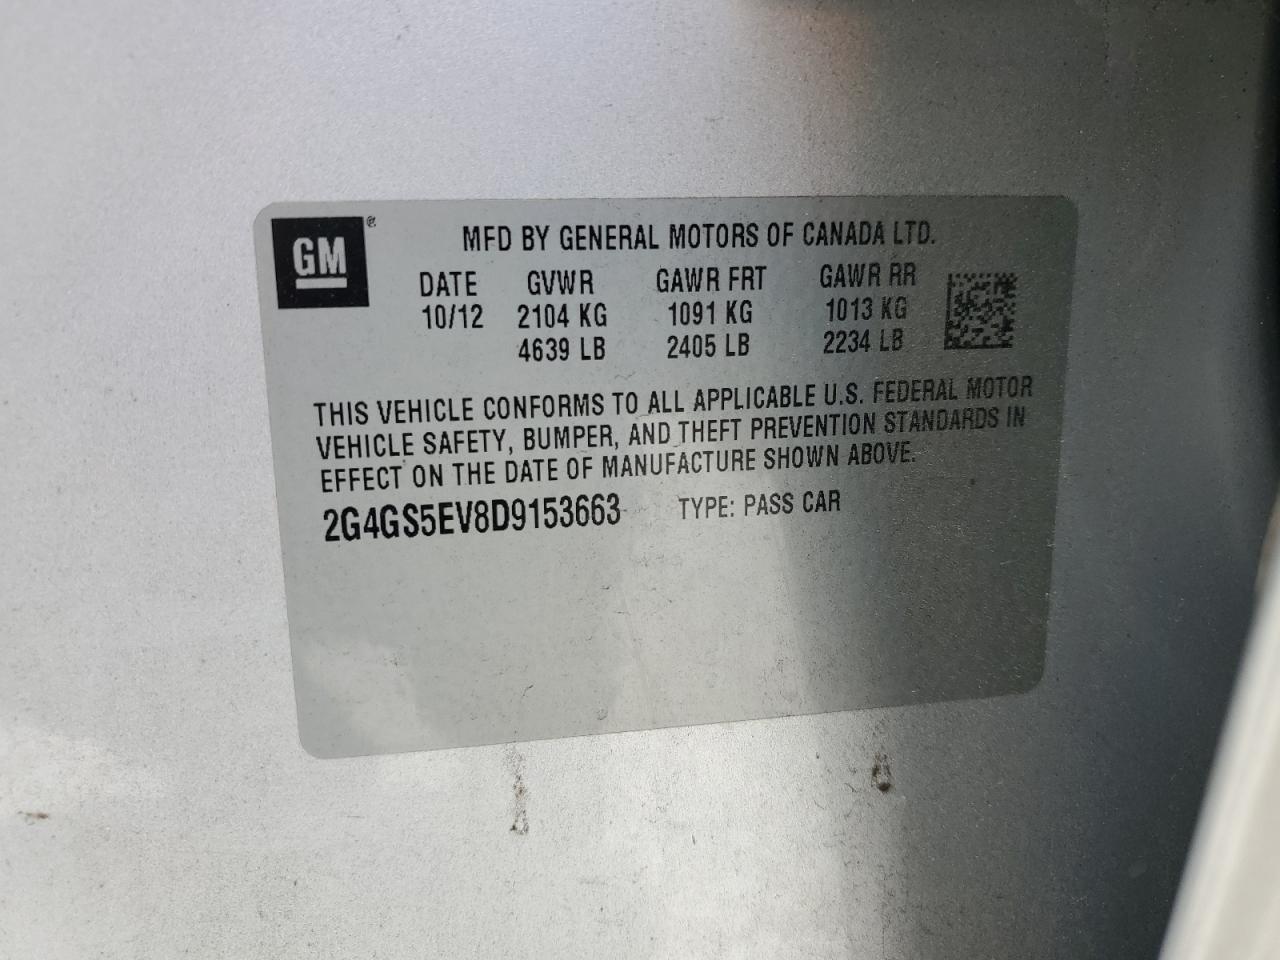 GM ®
MFD BY GENERAL MOTORS OF CANADA LTD.
DATE GVWR GAWR FRT GAWR RR
10/12 2104 KG 1091 KG 1013 KG
4639 LB 2405 LB 2234 LB
THIS VEHICLE CONFORMS TO ALL APPLICABLE U.S. FEDERAL MOTOR
VEHICLE SAFETY, BUMPER, AND THEFT PREVENTION STANDARDS IN
EFFECT ON THE DATE OF MANUFACTURE SHOWN ABOVE.
2G4GS5EV8D9153663 TYPE: PASS CAR